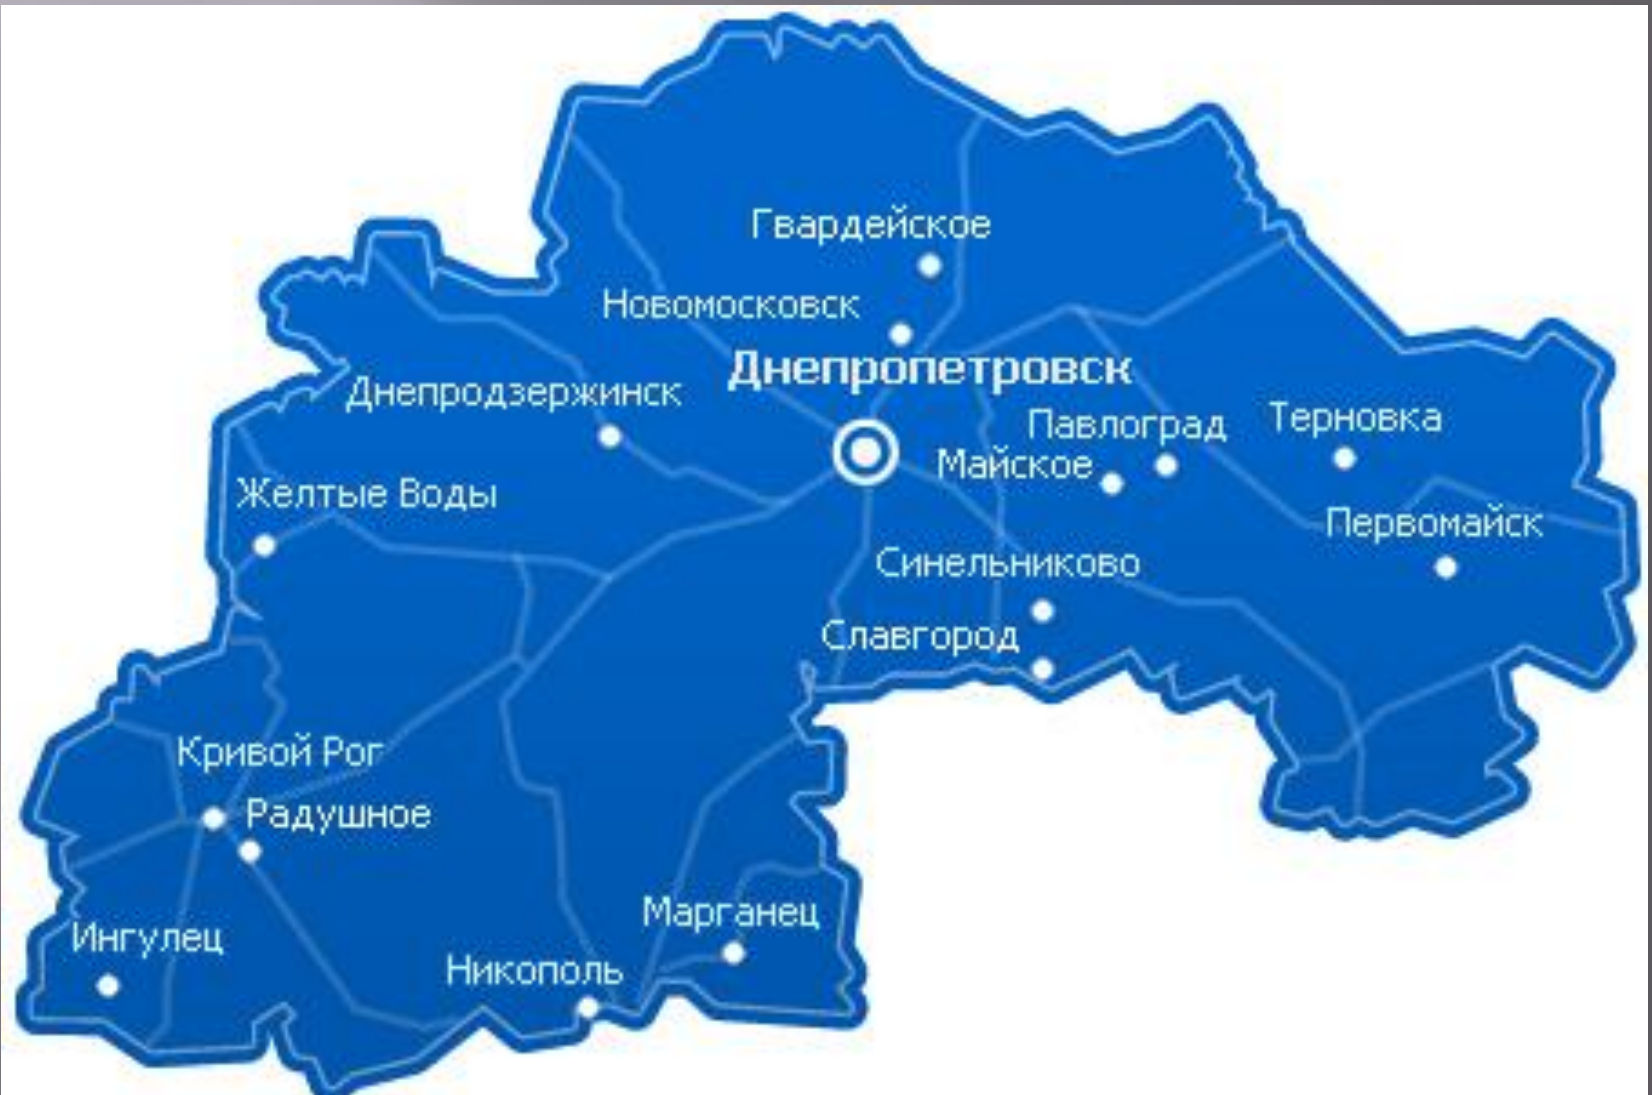 Гвардейское
Новомосковск
Днепропетровск
Днепродзержинск
Павлоград
Терновка
Майское
Желтые Воды
Первомайск
Синельниково
Славгород
Кривой Рог
Радушное
Марганец
Ингулец
Никополь